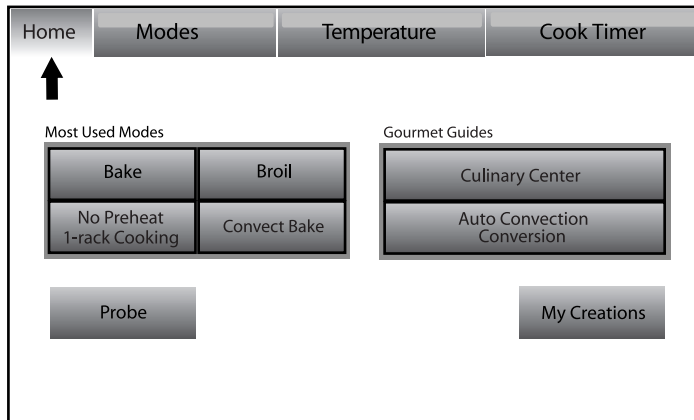 Home
Modes
Temperature
Cook Timer
Most Used Modes
Bake
Broil
No Preheat
1-rack Cooking
Convect Bake
Gourmet Guides
Culinary Center
Auto Convection
Conversion
Probe
My Creations